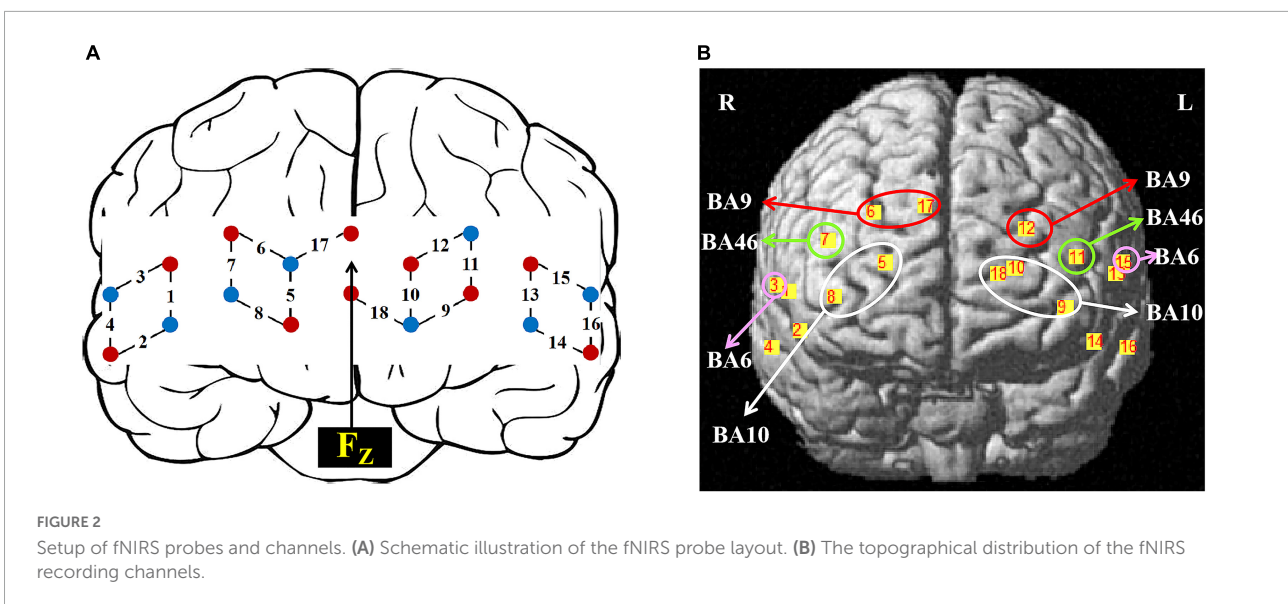 A
3
1
4
2
7
6
17
5
8
12
11
10
18
9
15
13
16
14
FZ
B
R
L
BA9
BA9
BA46
BA46
BA6
BA6
BA10
BA10
6
17
12
7
5
18
10
11
15
13
3
1
8
9
2
4
14
16
FIGURE 2
Setup of fNIRS probes and channels. (A) Schematic illustration of the fNIRS probe layout. (B) The topographical distribution of the fNIRS
recording channels.